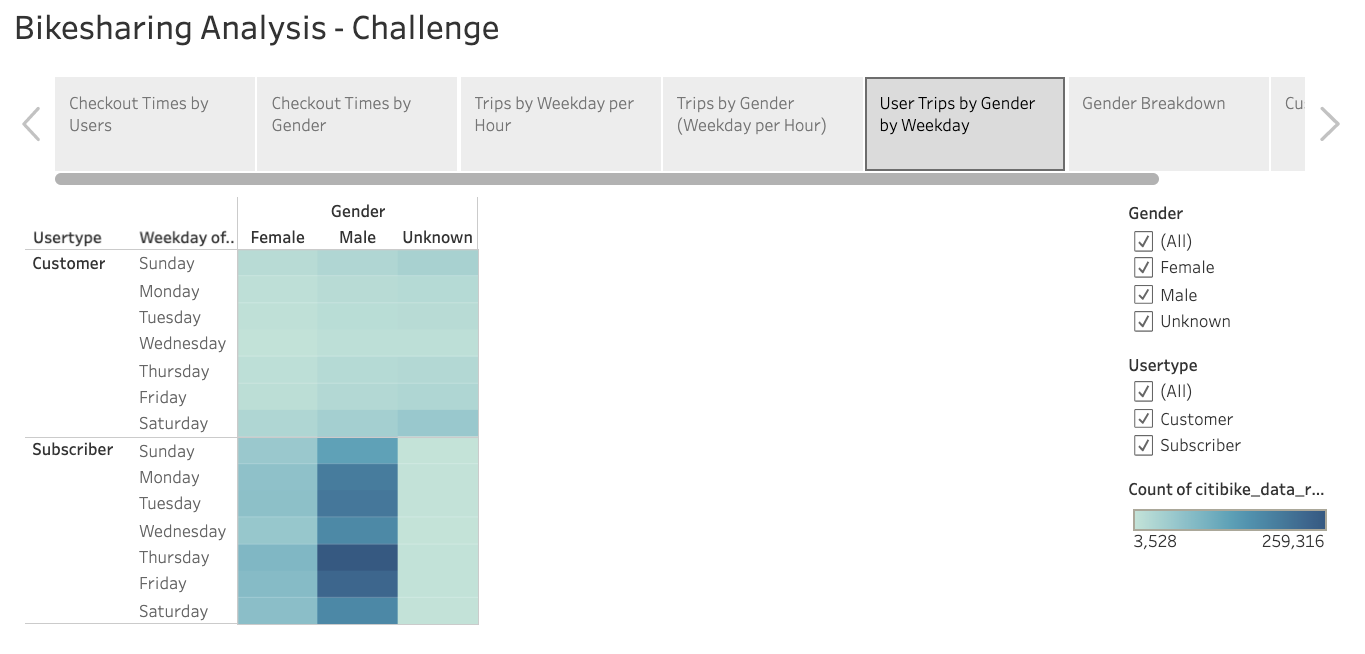 Bikesharing Analysis - Challenge
Checkout Times by
Users
Checkout Times by
Gender
Trips by Weekday per
Hour
Trips by Gender
(Weekday per Hour)
User Trips by Gender
by Weekday
Gender Breakdown
Cu
Gender
Usertype Weekday of.. Female Male Unknown
Customer Sunday
Monday
Tuesday
Wednesday
Thursday
Friday
Saturday
Subscriber Sunday
Monday
Tuesday
Wednesday
Thursday
Friday
Saturday
Gender
(All)
Female
Male
Unknown
Usertype
(All)
Customer
Subscriber
Count of citibike_data_r...
3,528 259,316